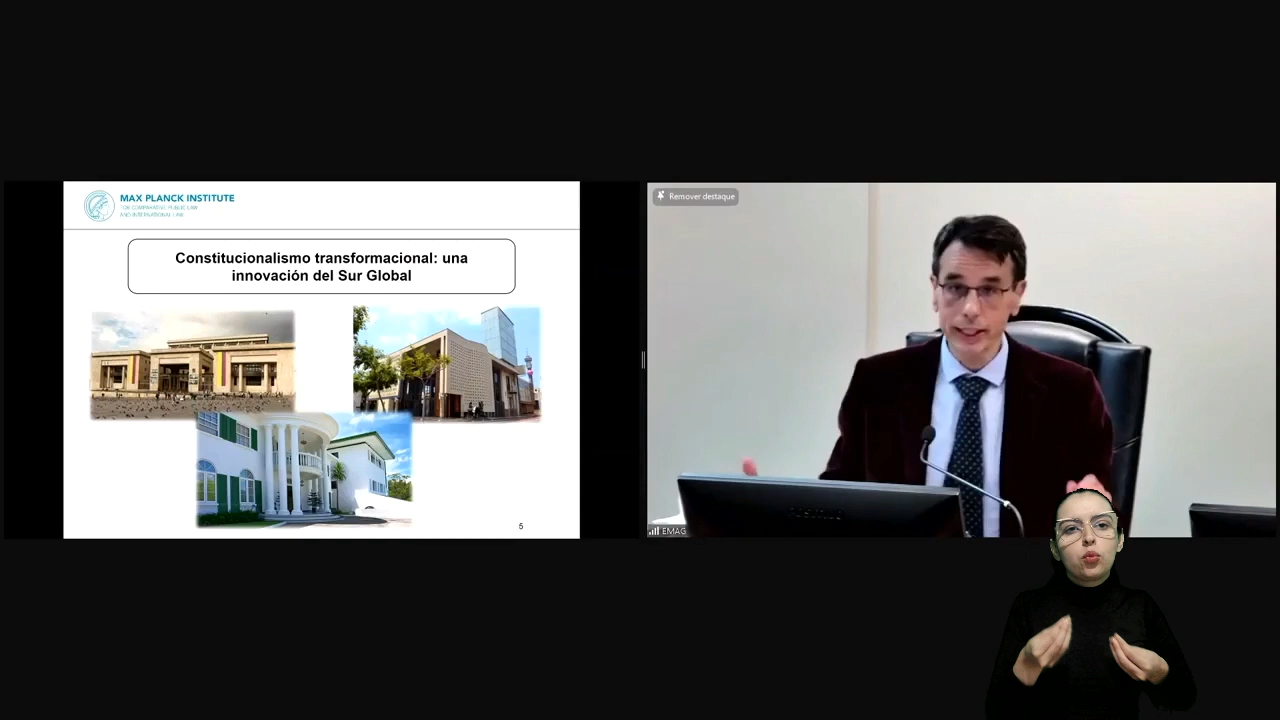 MAX PLANCK INSTITUTE
FOR COMPARATIVE PUBLIC LAW
AND INTERNATIONAL LAW
Constitucionalismo transformacional: una
innovación del Sur Global
5
Remover destaque
EMAG